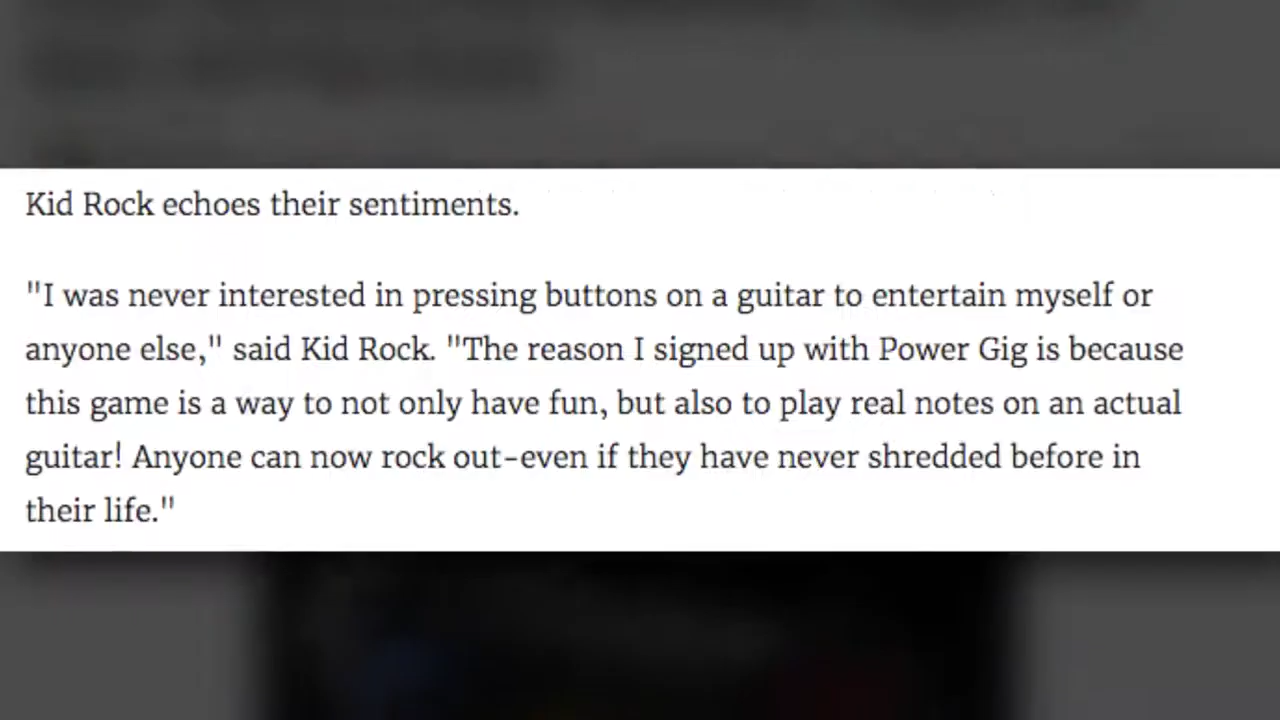 Kid Rock echoes their sentiments.
"I was never interested in pressing buttons on a guitar to entertain myself or
anyone else," said Kid Rock. "The reason I signed up with Power Gig is because
this game is a way to not only have fun, but also to play real notes on an actual
guitar! Anyone can now rock out-even if they have never shredded before in
their life."